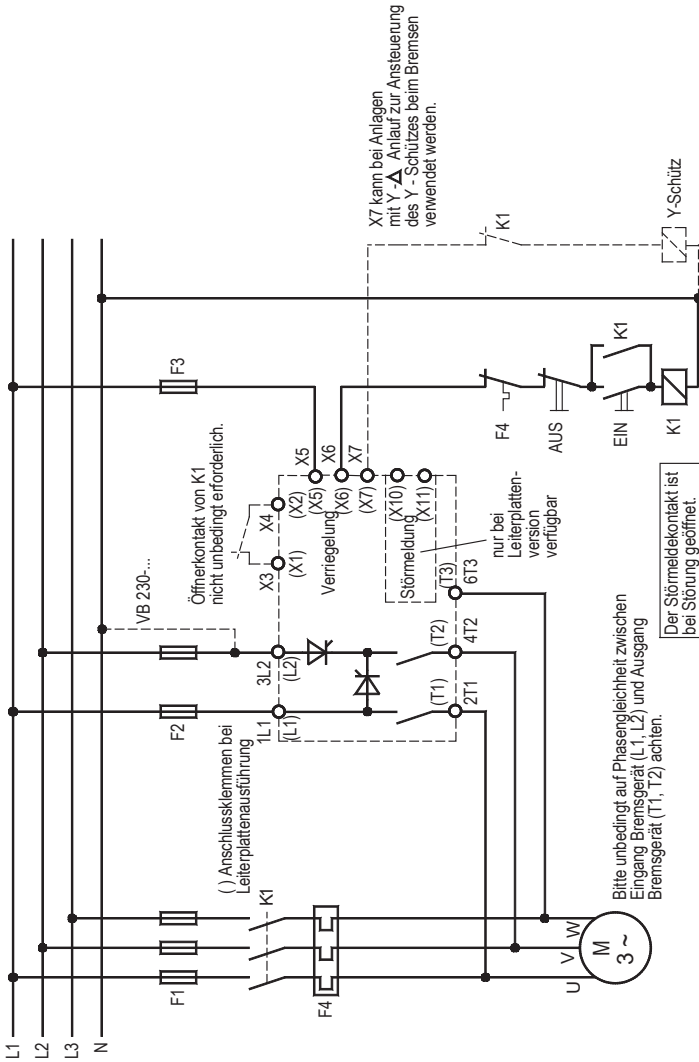 L1
L2
L3
N
F1
F2
F3
VB 230-...
( ) Anschlussklemmen bei
Leiterplattenausführung
K1
F4
Öffnerkontakt von K1
nicht unbedingt erforderlich.
1L1
(L1)
3L2
(L2)
X3
(X1)
X4
(X2)
Verriegelung
X5
(X5)
X6
(X6)
X7
(X7)
(X10)
(X11)
Störmeldung
nur bei
Leiterplatten-
version
verfügbar
(T1)
2T1
(T2)
4T2
(T3)
6T3
X7 kann bei Anlagen
mit Y -Δ Anlauf zur Ansteuerung
des Y - Schützes beim Bremsen
verwendet werden.
K1
Y-Schütz
F4
AUS
EIN
K1
K1
U
V
W
M
3 ~
Bitte unbedingt auf Phasengleichheit zwischen
Eingang Bremsgerät (L1, L2) und Ausgang
Bremsgerät (T1, T2) achten.
Der Störmeldekontakt ist
bei Störung geöffnet.